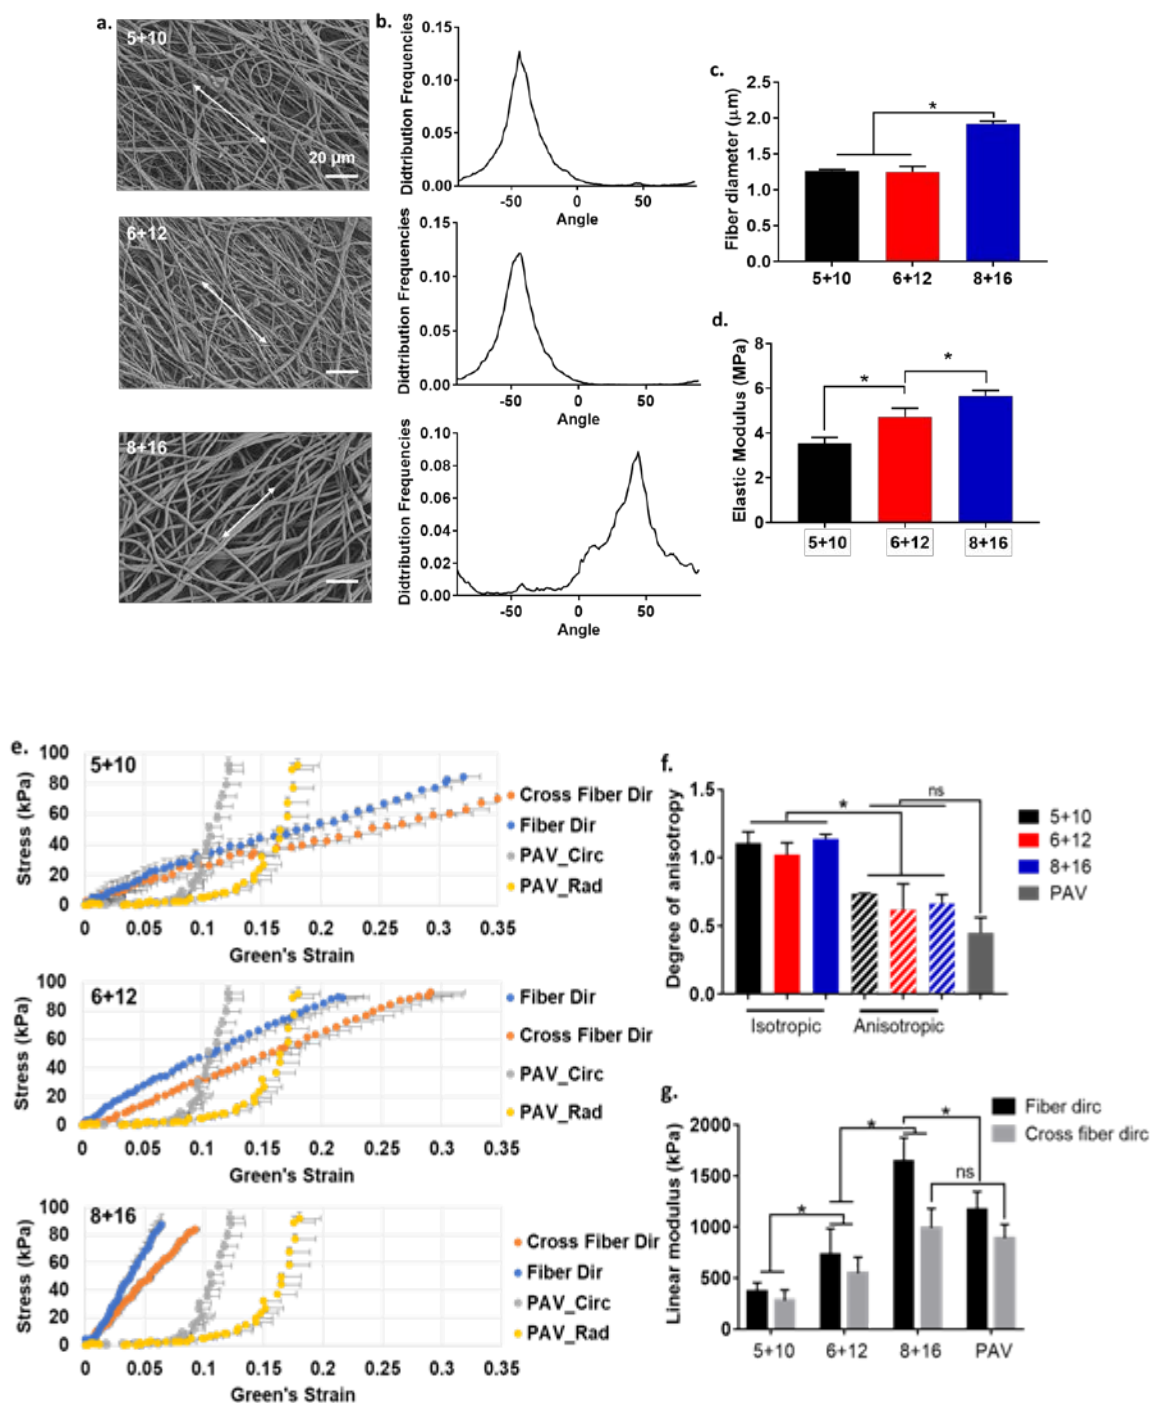 a.
5+10
20 μm
6+12
8+16
b.
0.15
0.10
0.05
0.00
Didtribution Frequencies
-50 0 50
Angle
0.15
0.10
0.05
0.00
Didtribution Frequencies
-50 0 50
Angle
0.10
0.08
0.06
0.04
0.02
0.00
Didtribution Frequencies
-50 0 50
Angle
c.
2.5
2.0
1.5
1.0
0.5
0.0
Fiber diameter (μm)
*
5+10 6+12 8+16
d.
8
6
4
2
0
Elastic Modulus (MPa)
* *
5+10 6+12 8+16
e.
5+10
100
80
60
40
20
0
Stress (kPa)
0 0.05 0.1 0.15 0.2 0.25 0.3 0.35
Green's Strain
Cross Fiber Dir
Fiber Dir
PAV_Circ
PAV_Rad
6+12
100
80
60
40
20
0
Stress (kPa)
0 0.05 0.1 0.15 0.2 0.25 0.3 0.35
Green's Strain
Fiber Dir
Cross Fiber Dir
PAV_Circ
PAV_Rad
8+16
100
80
60
40
20
0
Stress (kPa)
0 0.05 0.1 0.15 0.2 0.25 0.3 0.35
Green's Strain
Cross Fiber Dir
Fiber Dir
PAV_Circ
PAV_Rad
f.
1.5
1.0
0.5
0.0
Degree of anisotropy
* ns
Isotropic Anisotropic
5+10
6+12
8+16
PAV
g.
2000
1500
1000
500
0
Linear modulus (kPa)
* * * ns
5+10 6+12 8+16 PAV
Fiber dirc
Cross fiber dirc